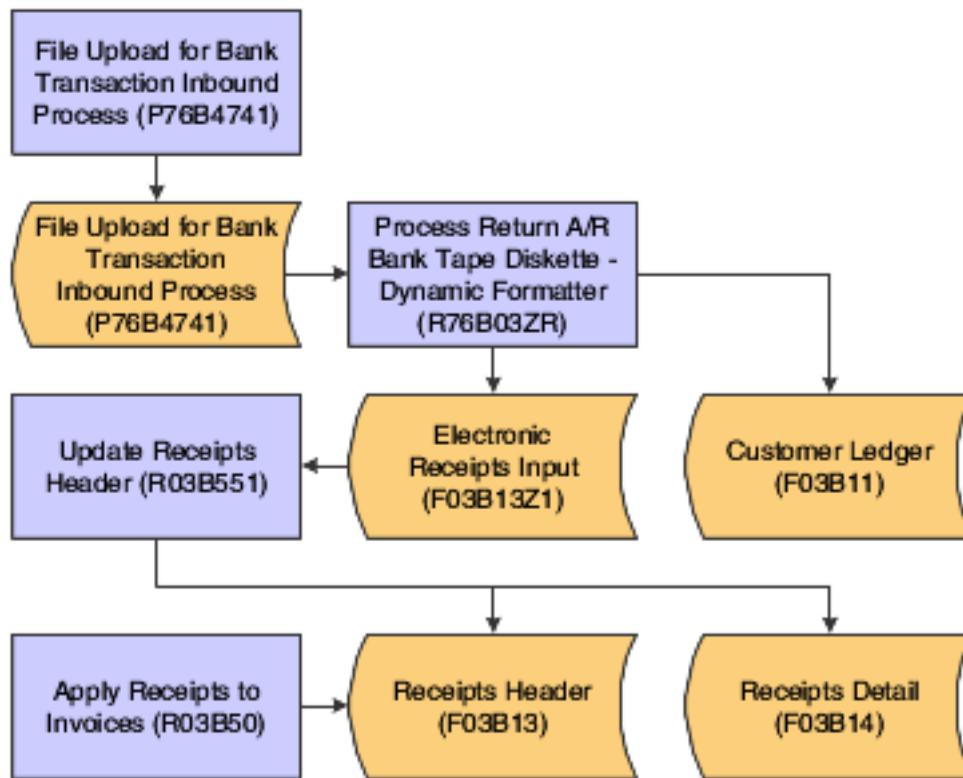 File Upload for Bank
Transaction Inbound
Process (P76B4741)
File Upload for Bank
Transaction
Inbound Process
(P76B4741)
Process Return A/R
Bank Tape Diskette -
Dynamic Formatter
(R76B03ZR)
Update Receipts
Header (R03B551)
Electronic
Receipts Input
(F03B13Z1)
Customer Ledger
(F03B11)
Apply Receipts to
Invoices (R03B50)
Receipts Header
(F03B13)
Receipts Detail
(F03B14)